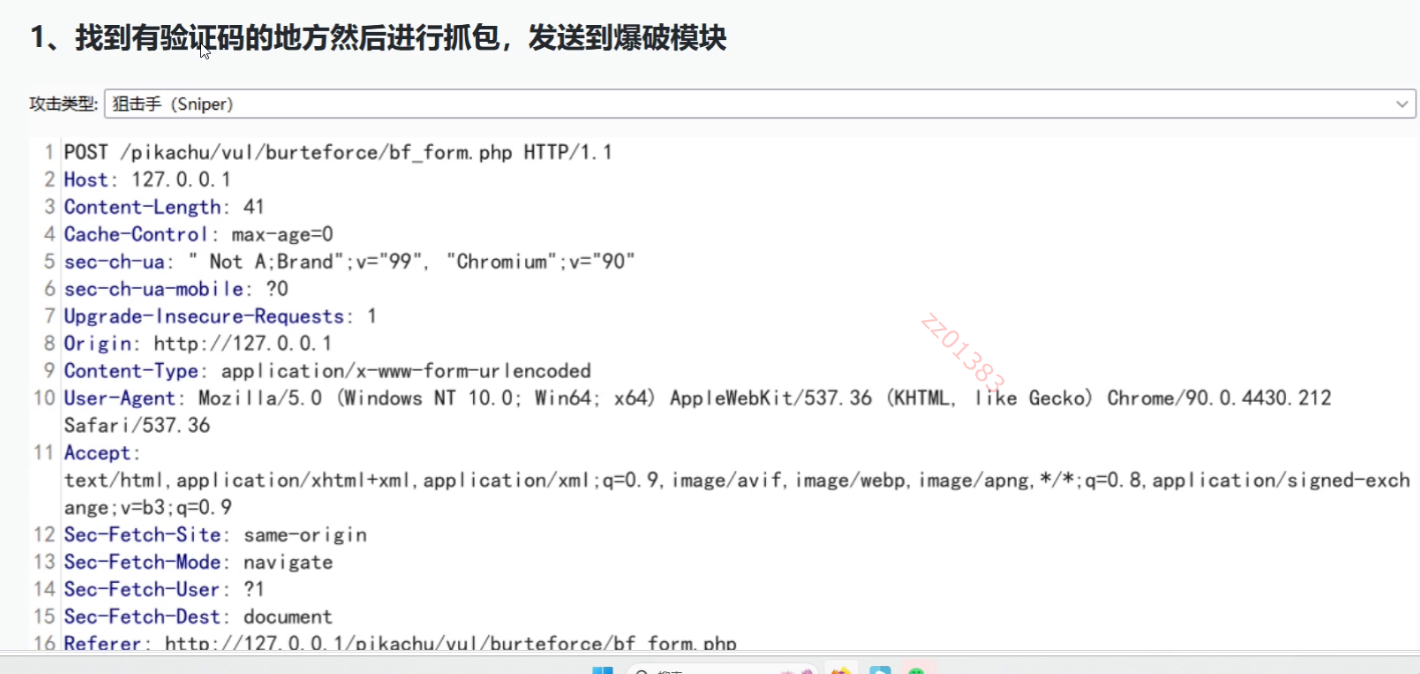 1、找到有验证码的地方然后进行抓包，发送到爆破模块
攻击类型: 狙击手（Sniper）
1 POST /pikachu/vul/burteforce/bf_form.php HTTP/1.1
2 Host: 127.0.0.1
3 Content-Length: 41
4 Cache-Control: max-age=0
5 sec-ch-ua: " Not A;Brand";v="99", "Chromium";v="90"
6 sec-ch-ua-mobile: ?0
7 Upgrade-Insecure-Requests: 1
8 Origin: http://127.0.0.1
9 Content-Type: application/x-www-form-urlencoded
zz01383
10 User-Agent: Mozilla/5.0 (Windows NT 10.0; Win64; x64) AppleWebKit/537.36 (KHTML, like Gecko) Chrome/90.0.4430.212
Safari/537.36
11 Accept:
text/html,application/xhtml+xml,application/xml;q=0.9,image/avif,image/webp,image/apng,*/*;q=0.8,application/signed-exch
ange;v=b3;q=0.9
12 Sec-Fetch-Site: same-origin
13 Sec-Fetch-Mode: navigate
14 Sec-Fetch-User: ?1
15 Sec-Fetch-Dest: document
16 Referer: http://127.0.0.1/pikachu/vul/burteforce/bf_form.php